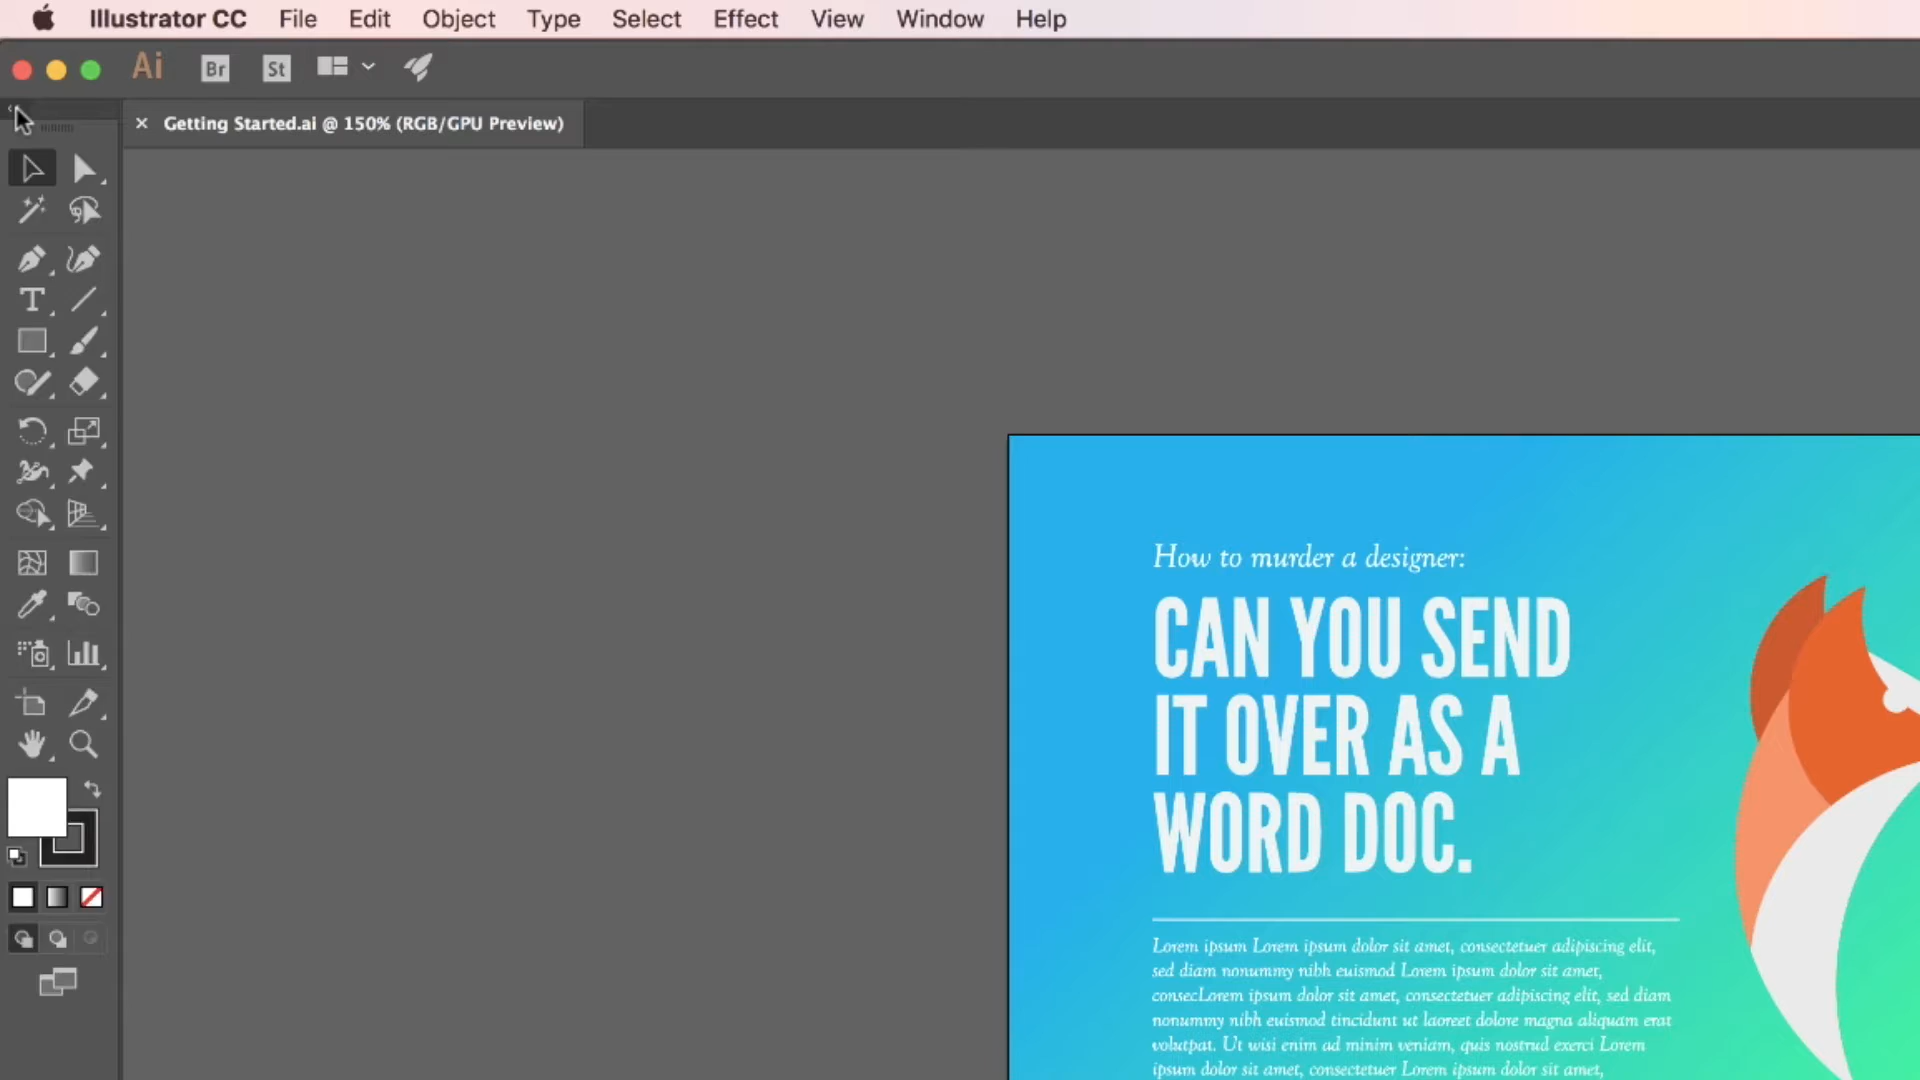 Illustrator CC File Edit Object Type Select Effect View Window Help
Ai Br St
Getting Started.ai @ 150% (RGB/GPU Preview)
How to murder a designer:
CAN YOU SEND
IT OVER AS A
WORD DOC.
Lorem ipsum Lorem ipsum dolor sit amet, consectetuer adipiscing elit,
sed diam nonummy nibh euismod Lorem ipsum dolor sit amet,
consecLorem ipsum dolor sit amet, consectetuer adipiscing elit, sed diam
nonummy nibh euismod tincidunt ut laoreet dolore magna aliquam erat
volutpat. Ut wisi enim ad minim veniam, quis nostrud exerci Lorem
ipsum dolor sit amet, consectetuer Lorem ipsum dolor sit amet,